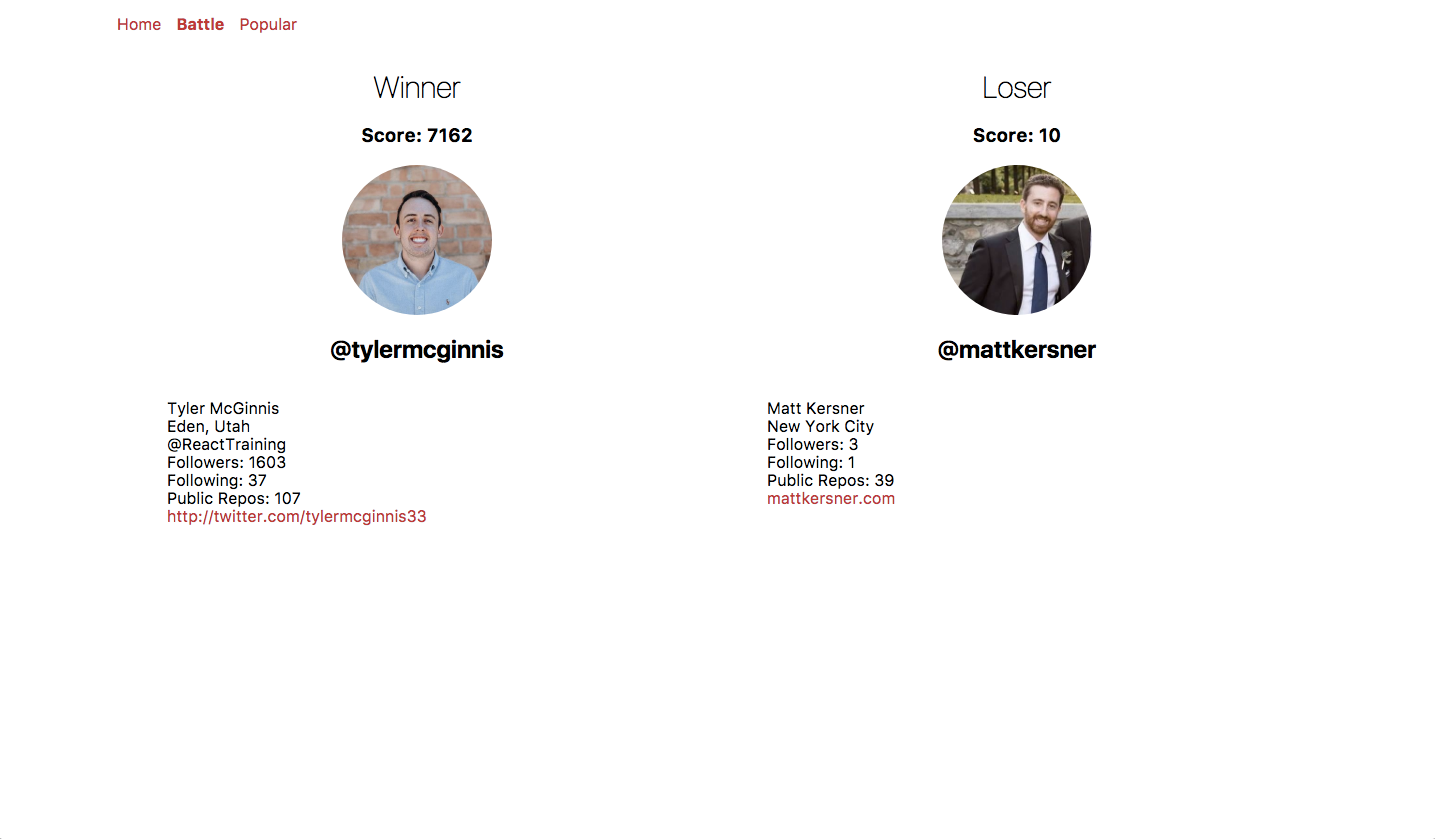 Home Battle Popular
Winner
Score: 7162
@tylermcginnis
Tyler McGinnis
Eden, Utah
@ReactTraining
Followers: 1603
Following: 37
Public Repos: 107
http://twitter.com/tylermcginnis33
Loser
Score: 10
@mattkersner
Matt Kersner
New York City
Followers: 3
Following: 1
Public Repos: 39
mattkersner.com